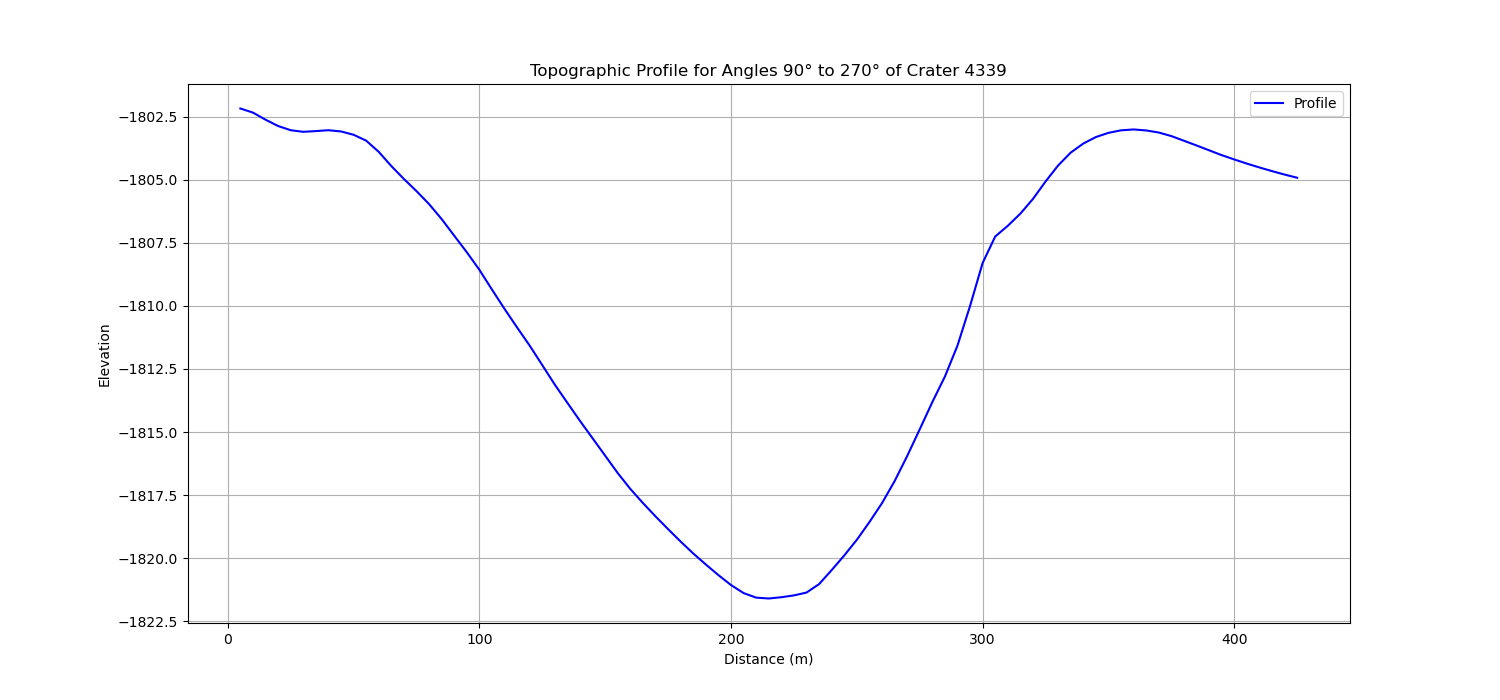 Topographic Profile for Angles 90° to 270° of Crater 4339
Profile
−1802.5
−1805.0
−1807.5
−1810.0
−1812.5
−1815.0
−1817.5
−1820.0
−1822.5
Elevation
0 100 200 300 400
Distance (m)